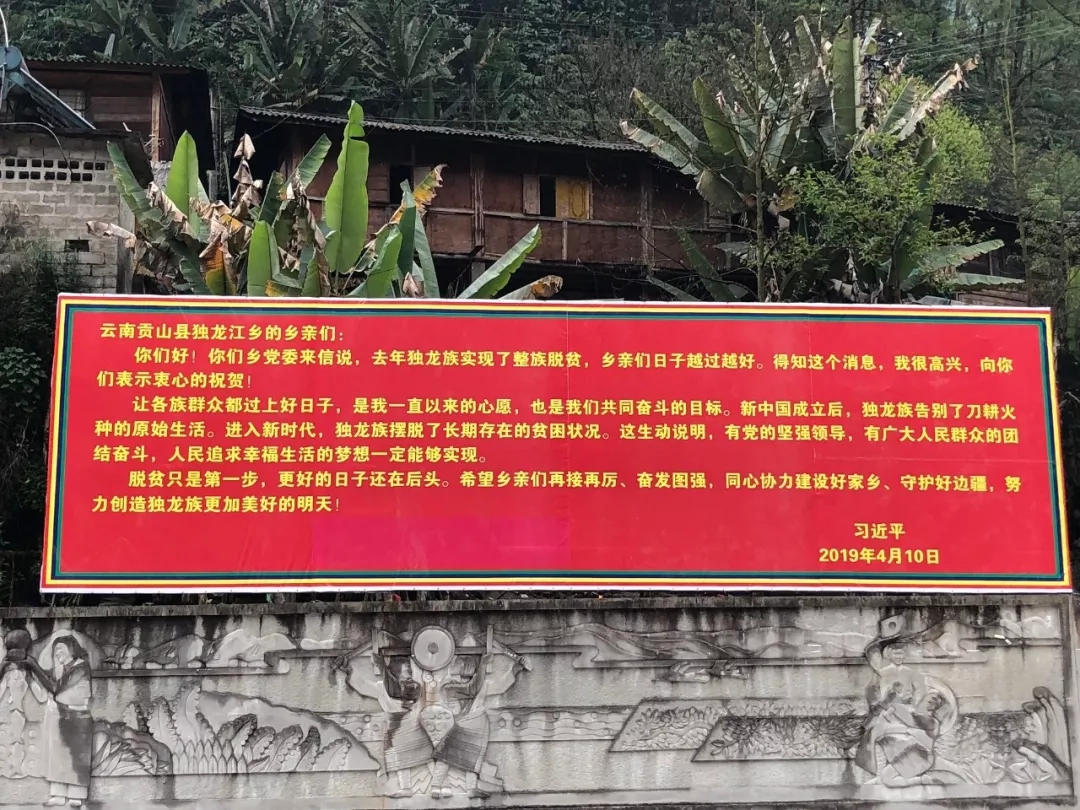 云南贡山县独龙江乡的乡亲们：
你们好！你们乡党委来信说，去年独龙族实现了整族脱贫，乡亲们日子越过越好。得知这个消息，我很高兴，向你
们表示衷心的祝贺！
让各族群众都过上好日子，是我一直以来的心愿，也是我们共同奋斗的目标。新中国成立后，独龙族告别了刀耕火
种的原始生活。进入新时代，独龙族摆脱了长期存在的贫困状况。这生动说明，有党的坚强领导，有广大人民群众的团
结奋斗，人民追求幸福生活的梦想一定能够实现。
脱贫只是第一步，更好的日子还在后头。希望乡亲们再接再厉、奋发图强，同心协力建设好家乡、守护好边疆，努
力创造独龙族更加美好的明天！
习近平
2019年4月10日